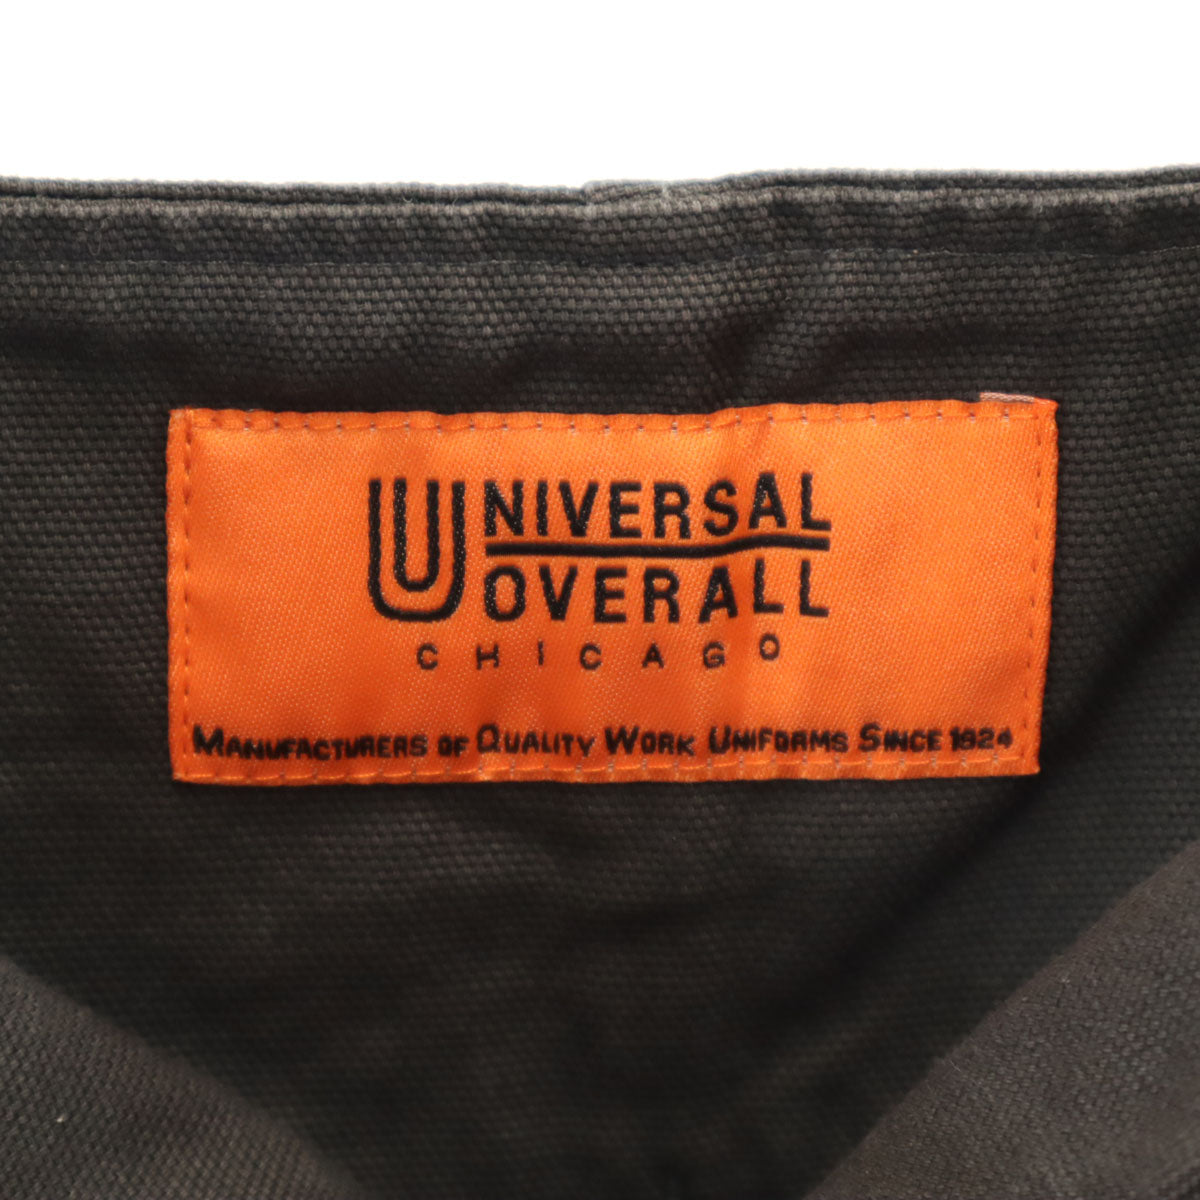 UNIVERSAL
OVERALL
CHICAGO
MANUFACTURERS OF QUALITY WORK UNIFORMS SINCE 1924